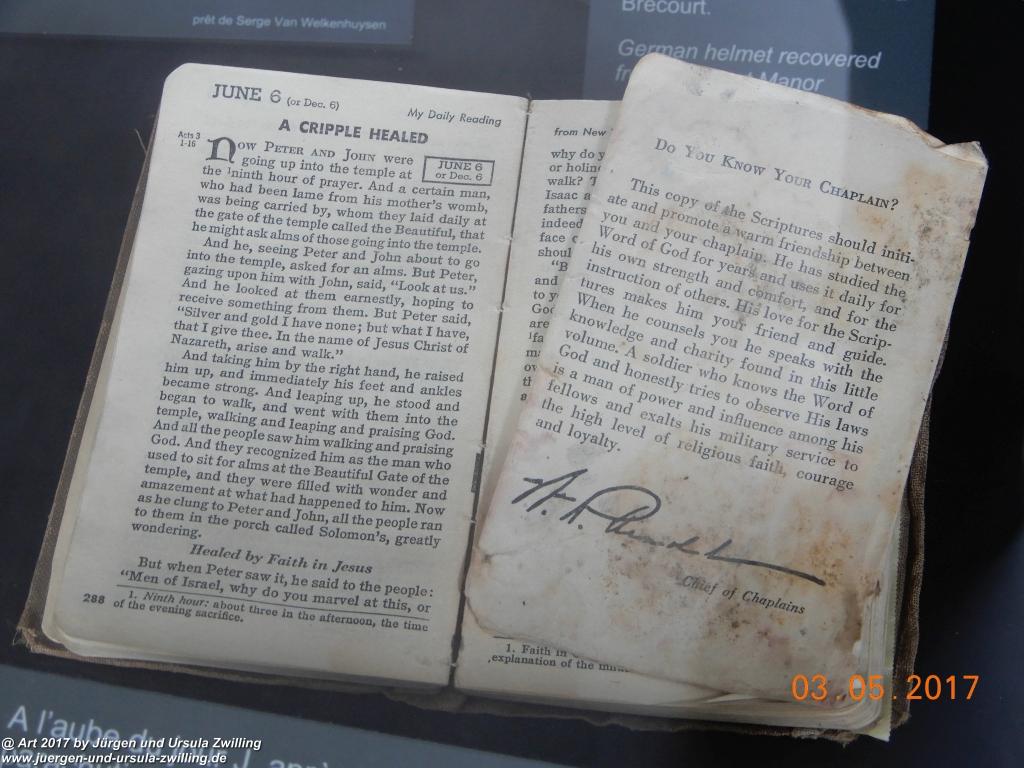 prêt de Serge Van Welkenhuysen
Brécourt.
German helmet recovered
Manor
JUNE 6 (or Dec. 6)
My Daily Reading
A CRIPPLE HEALED
Acts 3
1-16
Now PETER AND JOHN were
going up into the temple at
the ¹ninth hour of prayer. And a certain man,
who had been lame from his mother's womb,
was being carried by, whom they laid daily at
the gate of the temple called the Beautiful, that
he might ask alms of those going into the temple.
JUNE 6
or Dec. 6
And he, seeing Peter and John about to go
into the temple, asked for an alms. But Peter,
gazing upon him with John, said, "Look at us."
And he looked at them earnestly, hoping to
receive something from them. But Peter said,
"Silver and gold I have none; but what I have,
that I give thee. In the name of Jesus Christ of
Nazareth, arise and walk."
And taking him by the right hand, he raised
him up, and immediately his feet and ankles
became strong. And leaping up, he stood and
began to walk, and went with them into the
temple, walking and leaping and praising God.
And all the people saw him walking and praising
God. And they recognized him as the man who
used to sit for alms at the Beautiful Gate of the
temple, and they were filled with wonder and
amazement at what had happened to him. Now
as he clung to Peter and John, all the people ran
to them in the porch called Solomon's, greatly
wondering.
Healed by Faith in Jesus
But when Peter saw it, he said to the people:
"Men of Israel, why do you marvel at this, or
1. Ninth hour: about three in the afternoon, the time
of the evening sacrifice.
288
from New
why do y
or holin
walk?
Isaac a
fathers
indeed
face
shoul
"B
and
to y
God
are
1. Faith in
explanation of the
DO YOU KNOW YOUR CHAPLAIN?
This copy of the Scriptures should initi-
ate and promote a warm friendship between
you and your chaplain. He has studied the
Word of God for years and uses it daily for
his own strength and comfort, and for the
instruction of others. His love for the Scrip-
tures makes him your friend and guide.
When he counsels you he speaks with the
knowledge and charity found in this little
volume. A soldier who knows the Word of
God and honestly tries to observe His laws
is a man of power and influence among his
fellows and exalts his military service to
the high level of religious faith, courage
and loyalty.
Chief of Chaplains
03.05.2017
A l'aube du jour J, après
@ Art 2017 by Jürgen und Ursula Zwilling
www.juergen-und-ursula-zwilling.de